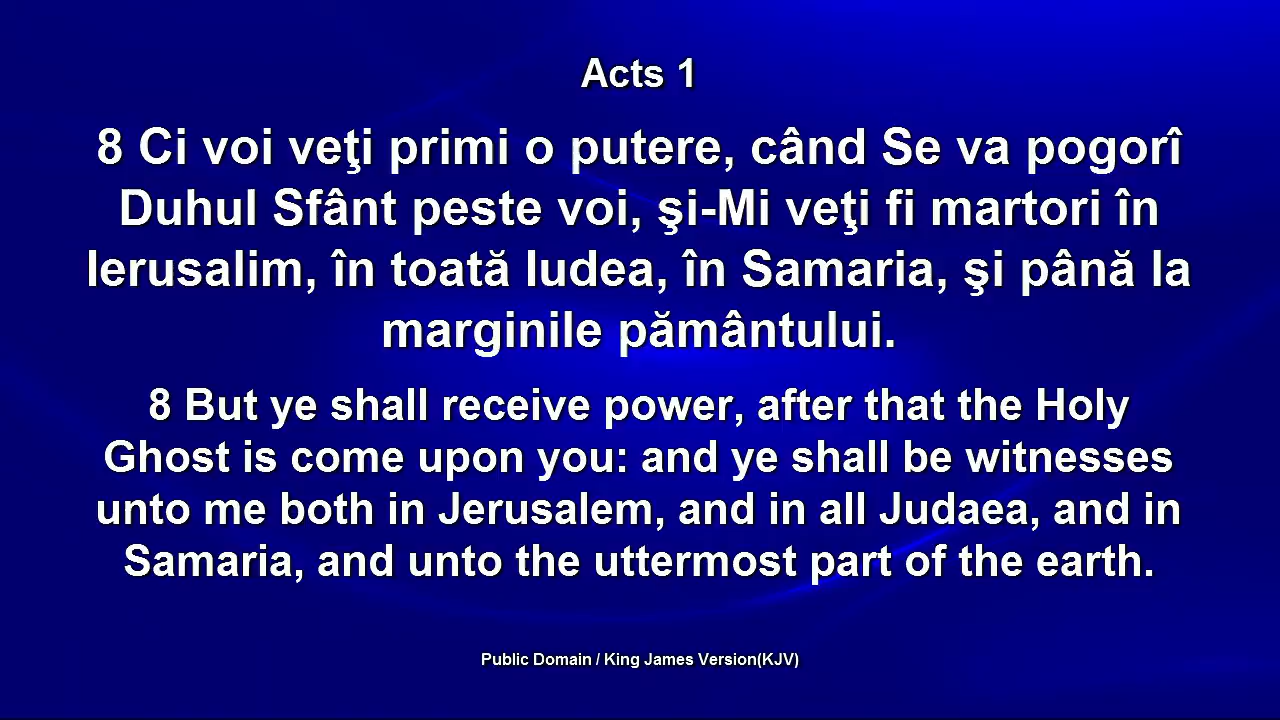 Acts 1
8 Ci voi veţi primi o putere, când Se va pogorî
Duhul Sfânt peste voi, şi-Mi veţi fi martori în
Ierusalim, în toată Iudea, în Samaria, şi până la
marginile pământului.
8 But ye shall receive power, after that the Holy
Ghost is come upon you: and ye shall be witnesses
unto me both in Jerusalem, and in all Judaea, and in
Samaria, and unto the uttermost part of the earth.
Public Domain / King James Version(KJV)